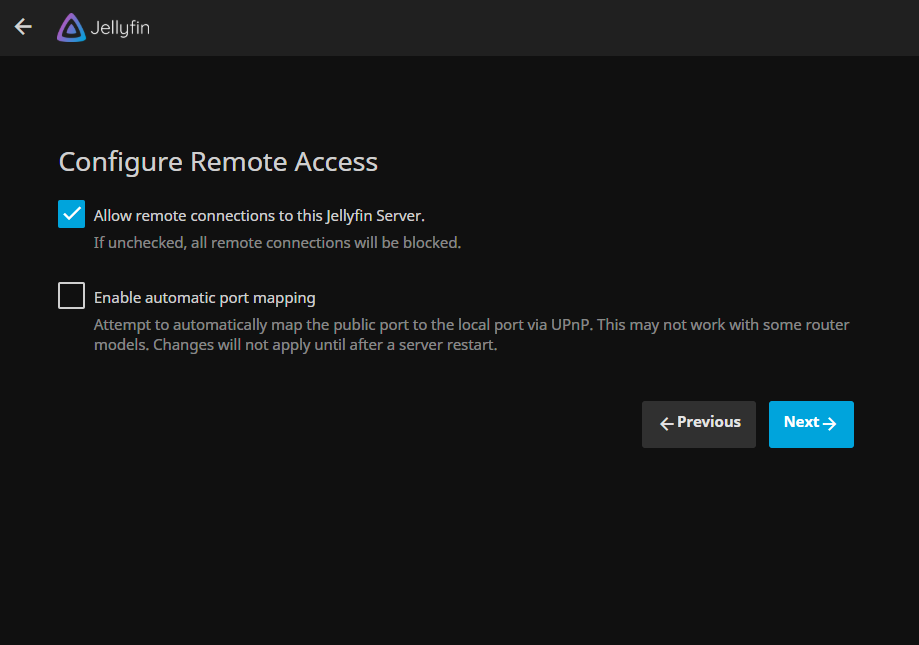 Jellyfin
Configure Remote Access
Allow remote connections to this Jellyfin Server.
If unchecked, all remote connections will be blocked.
Enable automatic port mapping
Attempt to automatically map the public port to the local port via UPnP. This may not work with some router
models. Changes will not apply until after a server restart.
Previous
Next